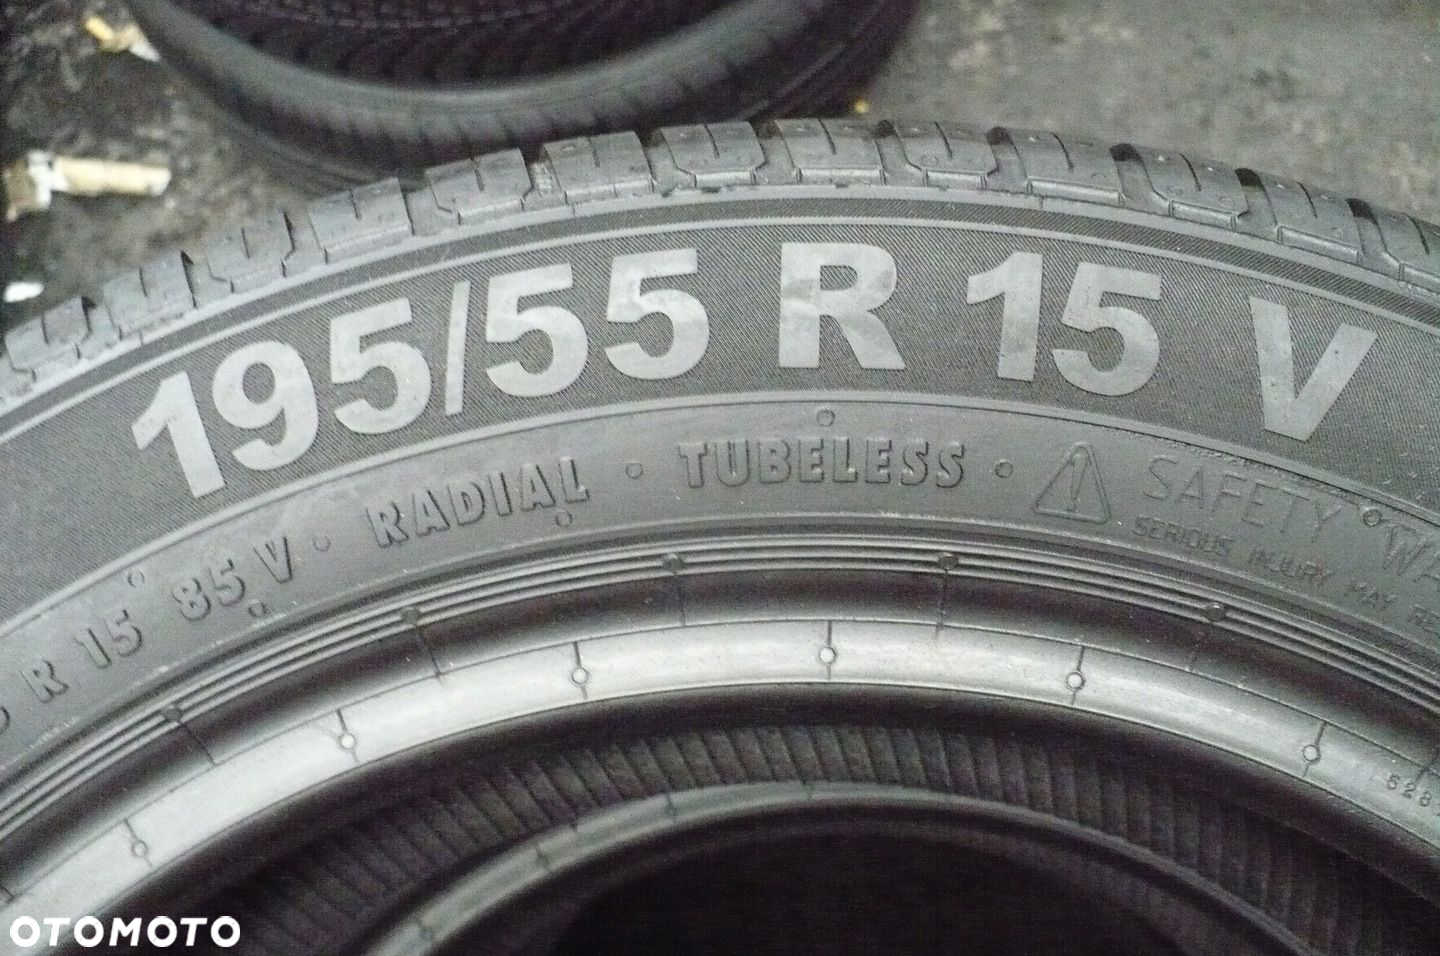 195/55 R 15 V
R 15 85 V · RADIAL · TUBELESS · SAFETY
SERIOUS INJURY MAY
OTOMOTO